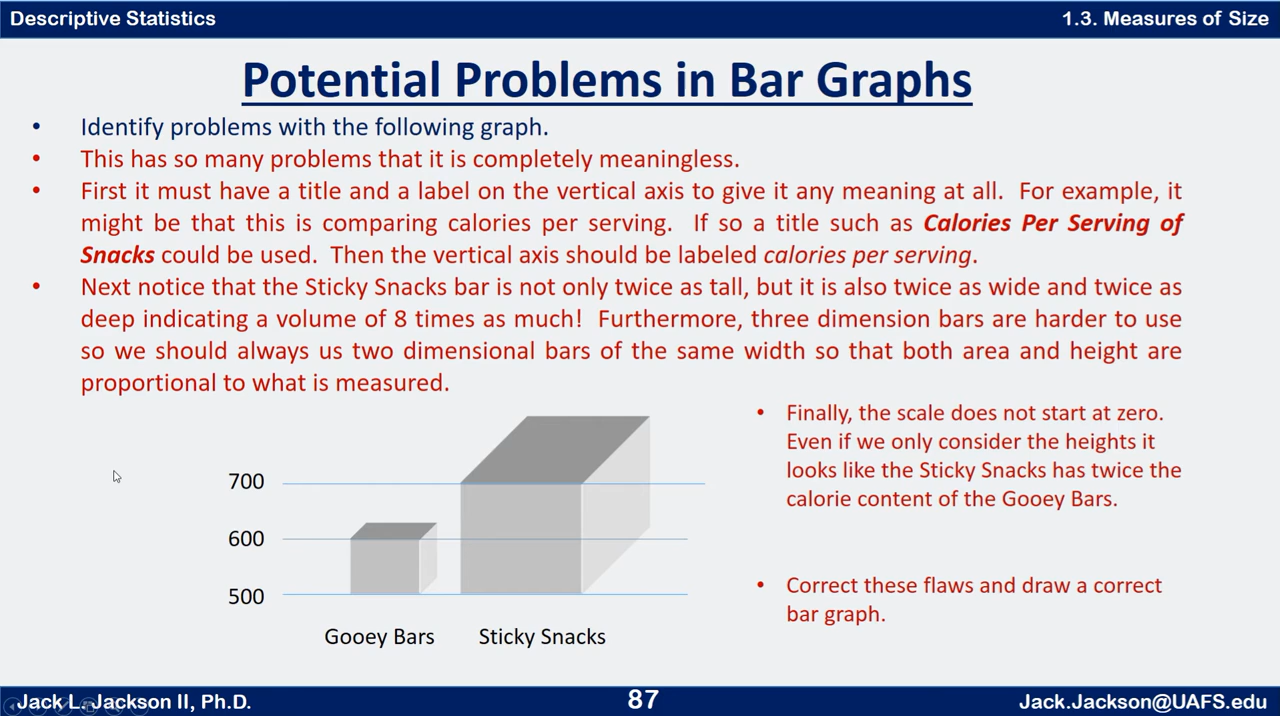 Descriptive Statistics
1.3. Measures of Size
Potential Problems in Bar Graphs
• Identify problems with the following graph.
• This has so many problems that it is completely meaningless.
• First it must have a title and a label on the vertical axis to give it any meaning at all. For example, it
might be that this is comparing calories per serving. If so a title such as Calories Per Serving of
Snacks could be used. Then the vertical axis should be labeled calories per serving.
• Next notice that the Sticky Snacks bar is not only twice as tall, but it is also twice as wide and twice as
deep indicating a volume of 8 times as much! Furthermore, three dimension bars are harder to use
so we should always us two dimensional bars of the same width so that both area and height are
proportional to what is measured.
• Finally, the scale does not start at zero.
Even if we only consider the heights it
looks like the Sticky Snacks has twice the
calorie content of the Gooey Bars.
• Correct these flaws and draw a correct
bar graph.
700
600
500
Gooey Bars
Sticky Snacks
Jack L. Jackson II, Ph.D.
87
Jack.Jackson@UAFS.edu